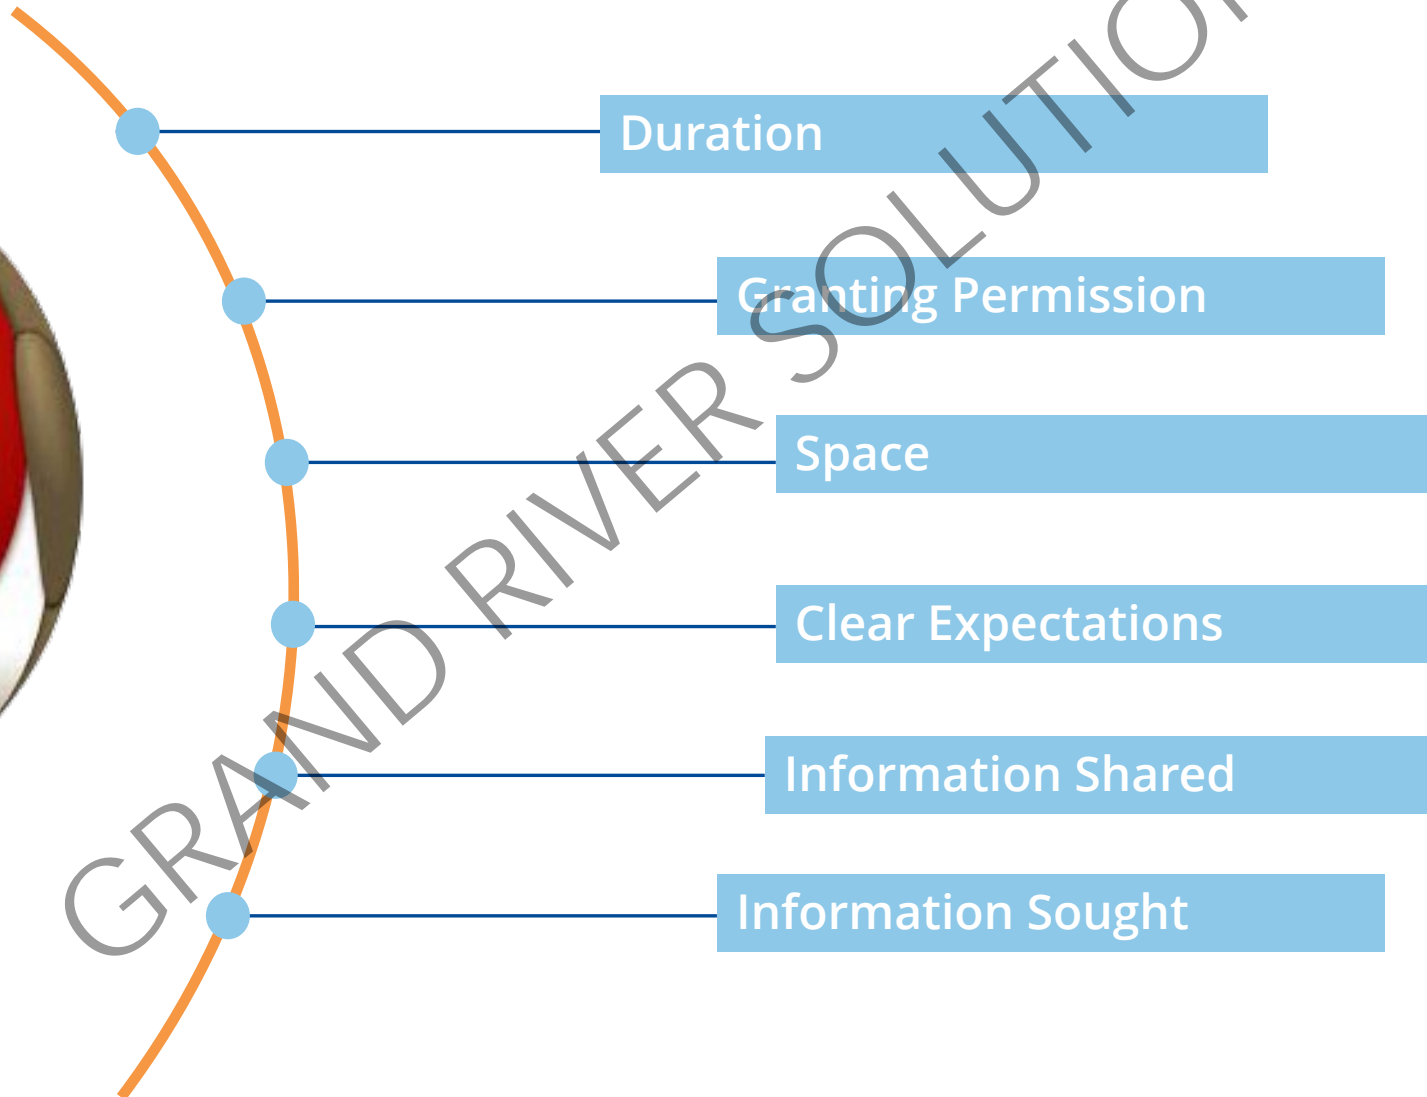 Duration
Granting Permission
Space
Clear Expectations
Information Shared
Information Sought
GRAND RIVER SOLUTIO